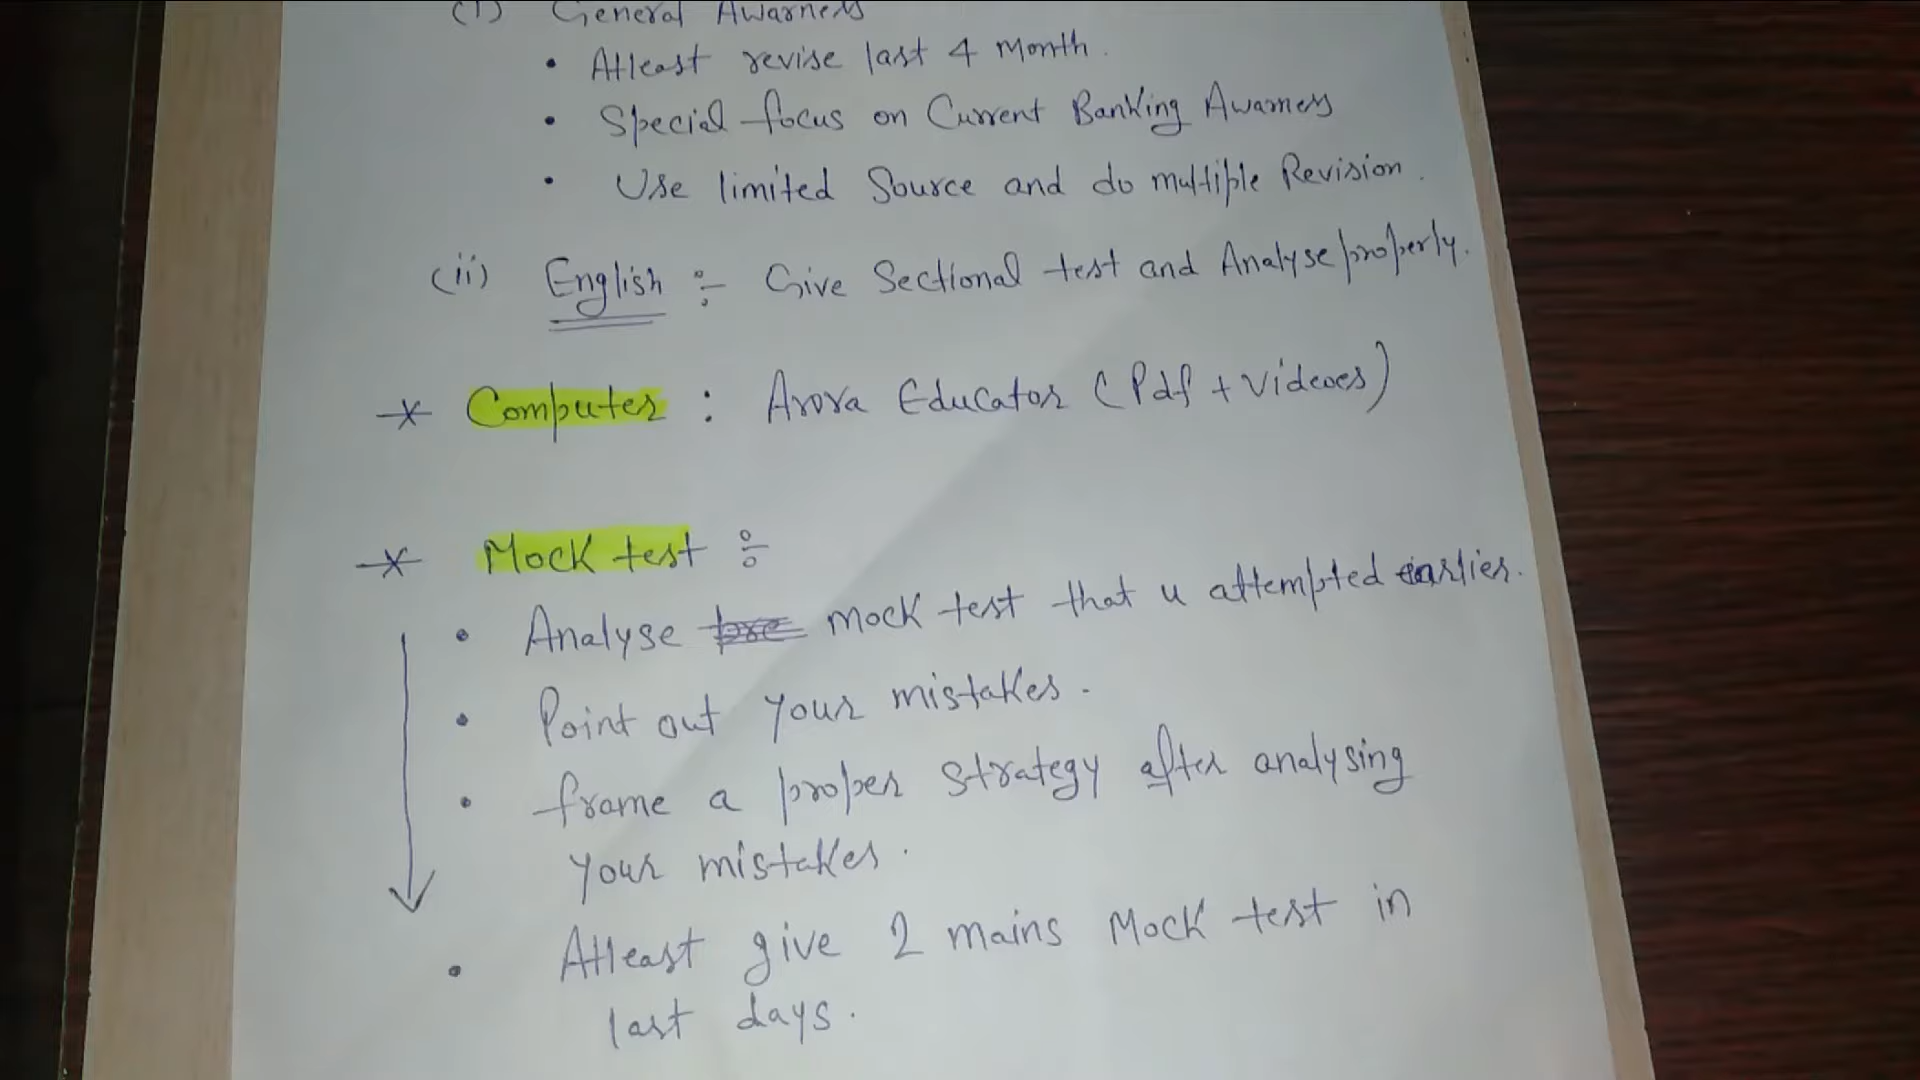 (i) General Awarness
• Atleast revise last 4 month.
• Special focus on Current Banking Awarness
• Use limited Source and do multiple Revision.
(ii) English ÷ Give Sectional test and Analyse properly.
* Computer : Arora Educator (Pdf + Videoes)
* Mock test ÷
• Analyse mock test that u attempted earlier.
• Point out your mistakes.
• frame a proper strategy after analysing
your mistakes.
• Atleast give 2 mains Mock test in
last days.